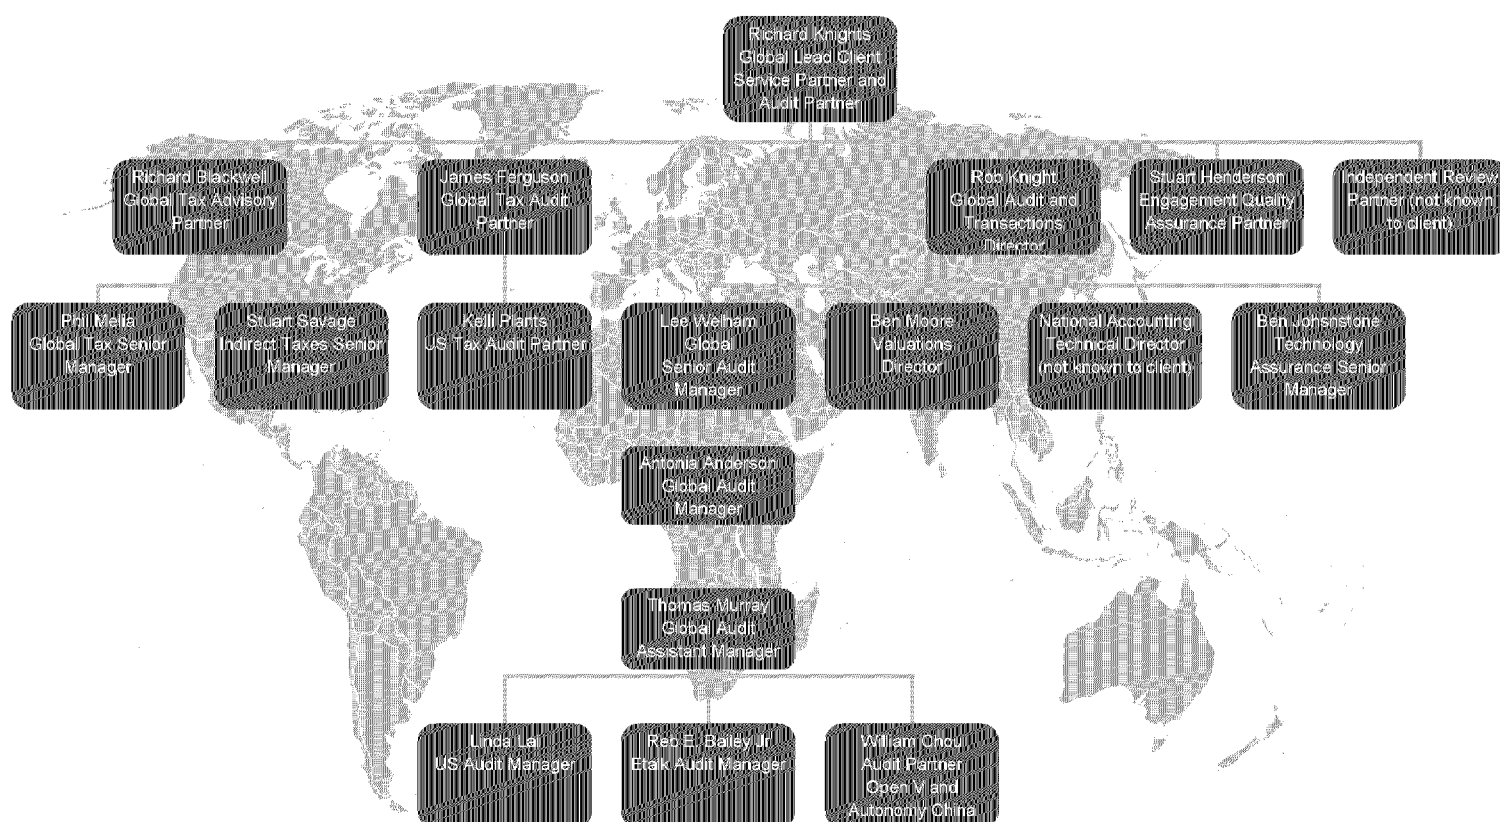 Richard Knights
Global Lead Client
Service Partner and
Audit Partner
Richard Blackwell
Global Tax Advisory
Partner
James Ferguson
Global Tax Audit
Partner
Rob Knight
Global Audit and
Transactions
Director
Stuart Henderson
Engagement Quality
Assurance Partner
Independent Review
Partner (not known
to client)
Phil Melia
Global Tax Senior
Manager
Stuart Savage
Indirect Taxes Senior
Manager
Kelli Plants
US Tax Audit Partner
Lee Welham
Global
Senior Audit
Manager
Ben Moore
Valuations
Director
National Accounting
Technical Director
(not known to client)
Ben Johsnstone
Technology
Assurance Senior
Manager
Antonia Anderson
Global Audit
Manager
Thomas Murray
Global Audit
Assistant Manager
Linda Lai
US Audit Manager
E. Bailey Jr
Etalk Audit Manager
William Chou
Audit Partner
Open V and
Autonomy China